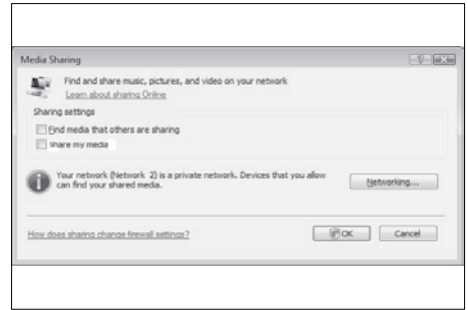 Media Sharing
Find and share music, pictures, and video on your network
Learn about sharing Online
Sharing settings
Find media that others are sharing
Share my media
Your network (Network 2) is a private network. Devices that you allow
can find your shared media.
Networking...
How does sharing change firewall settings?
OK
Cancel